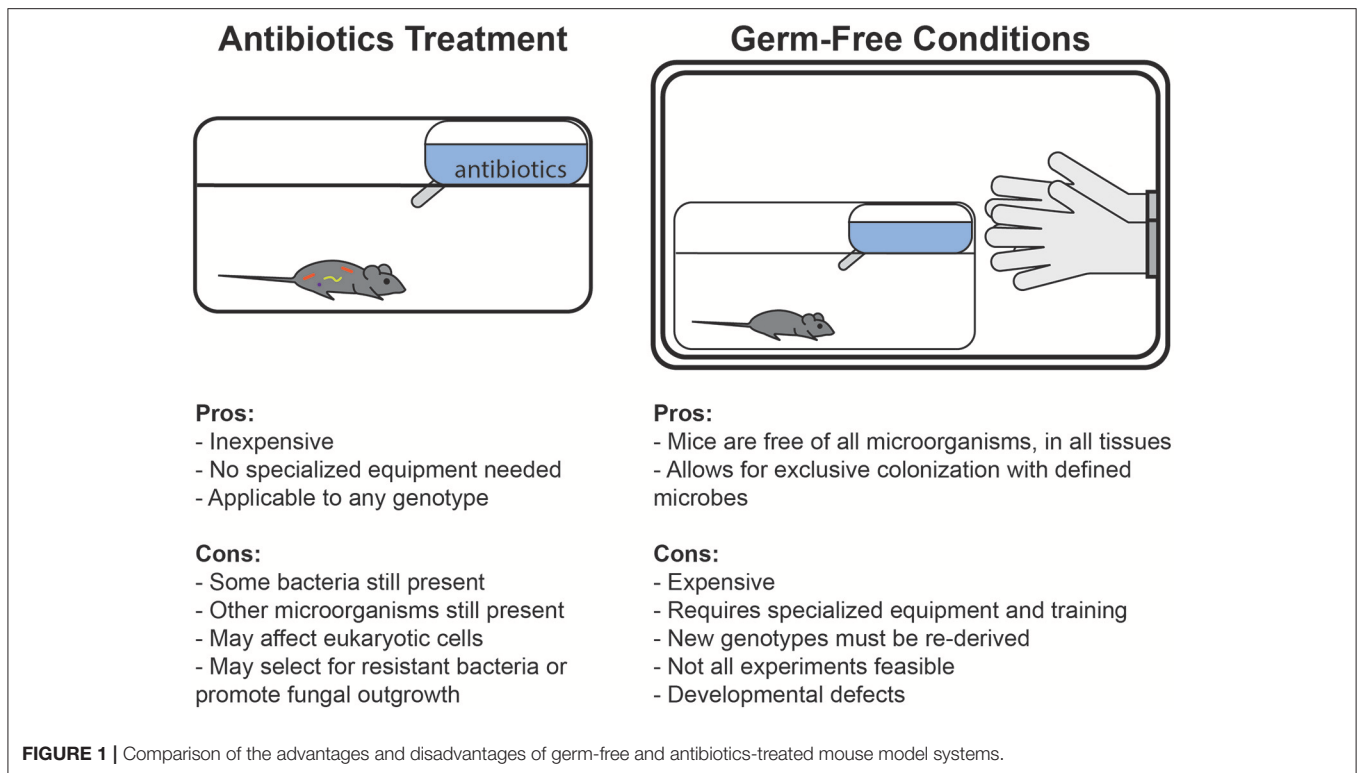 Antibiotics Treatment
antibiotics
Pros:
- Inexpensive
- No specialized equipment needed
- Applicable to any genotype
Cons:
- Some bacteria still present
- Other microorganisms still present
- May affect eukaryotic cells
- May select for resistant bacteria or
promote fungal outgrowth
Germ-Free Conditions
Pros:
- Mice are free of all microorganisms, in all tissues
- Allows for exclusive colonization with defined
microbes
Cons:
- Expensive
- Requires specialized equipment and training
- New genotypes must be re-derived
- Not all experiments feasible
- Developmental defects
FIGURE 1 | Comparison of the advantages and disadvantages of germ-free and antibiotics-treated mouse model systems.